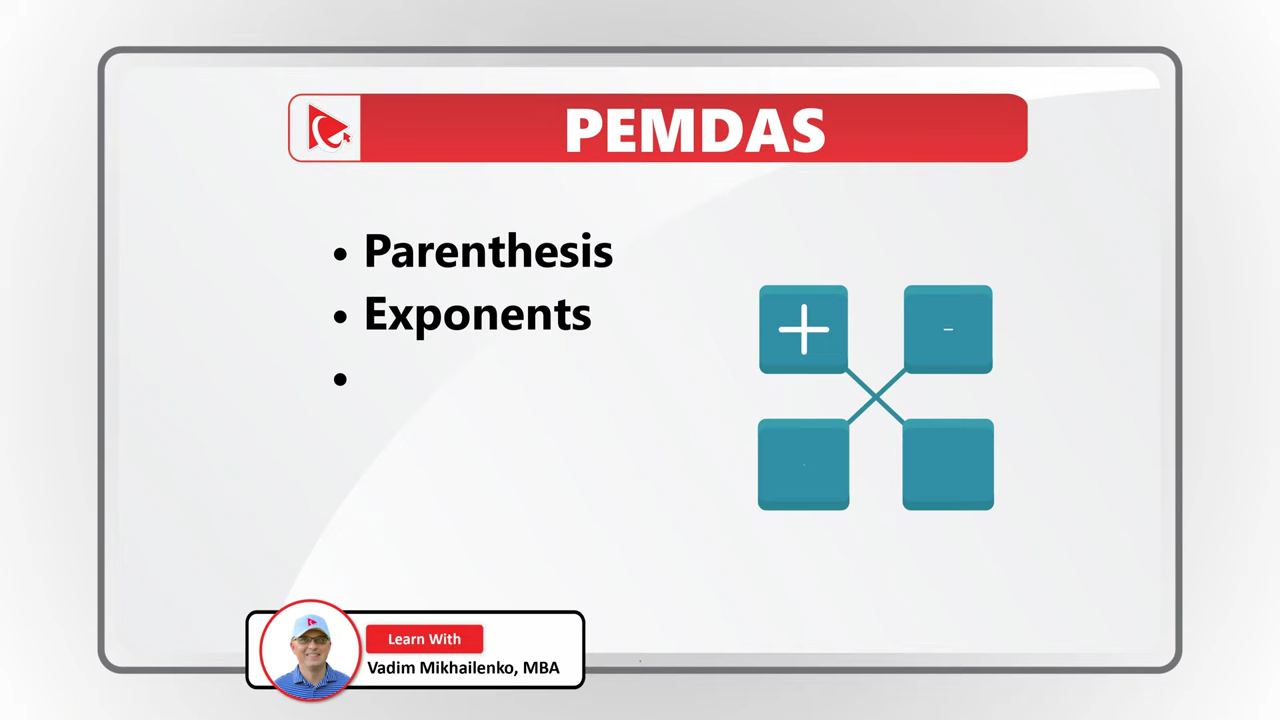 PEMDAS
• Parenthesis
• Exponents
•
+ -
Learn With
Vadim Mikhailenko, MBA